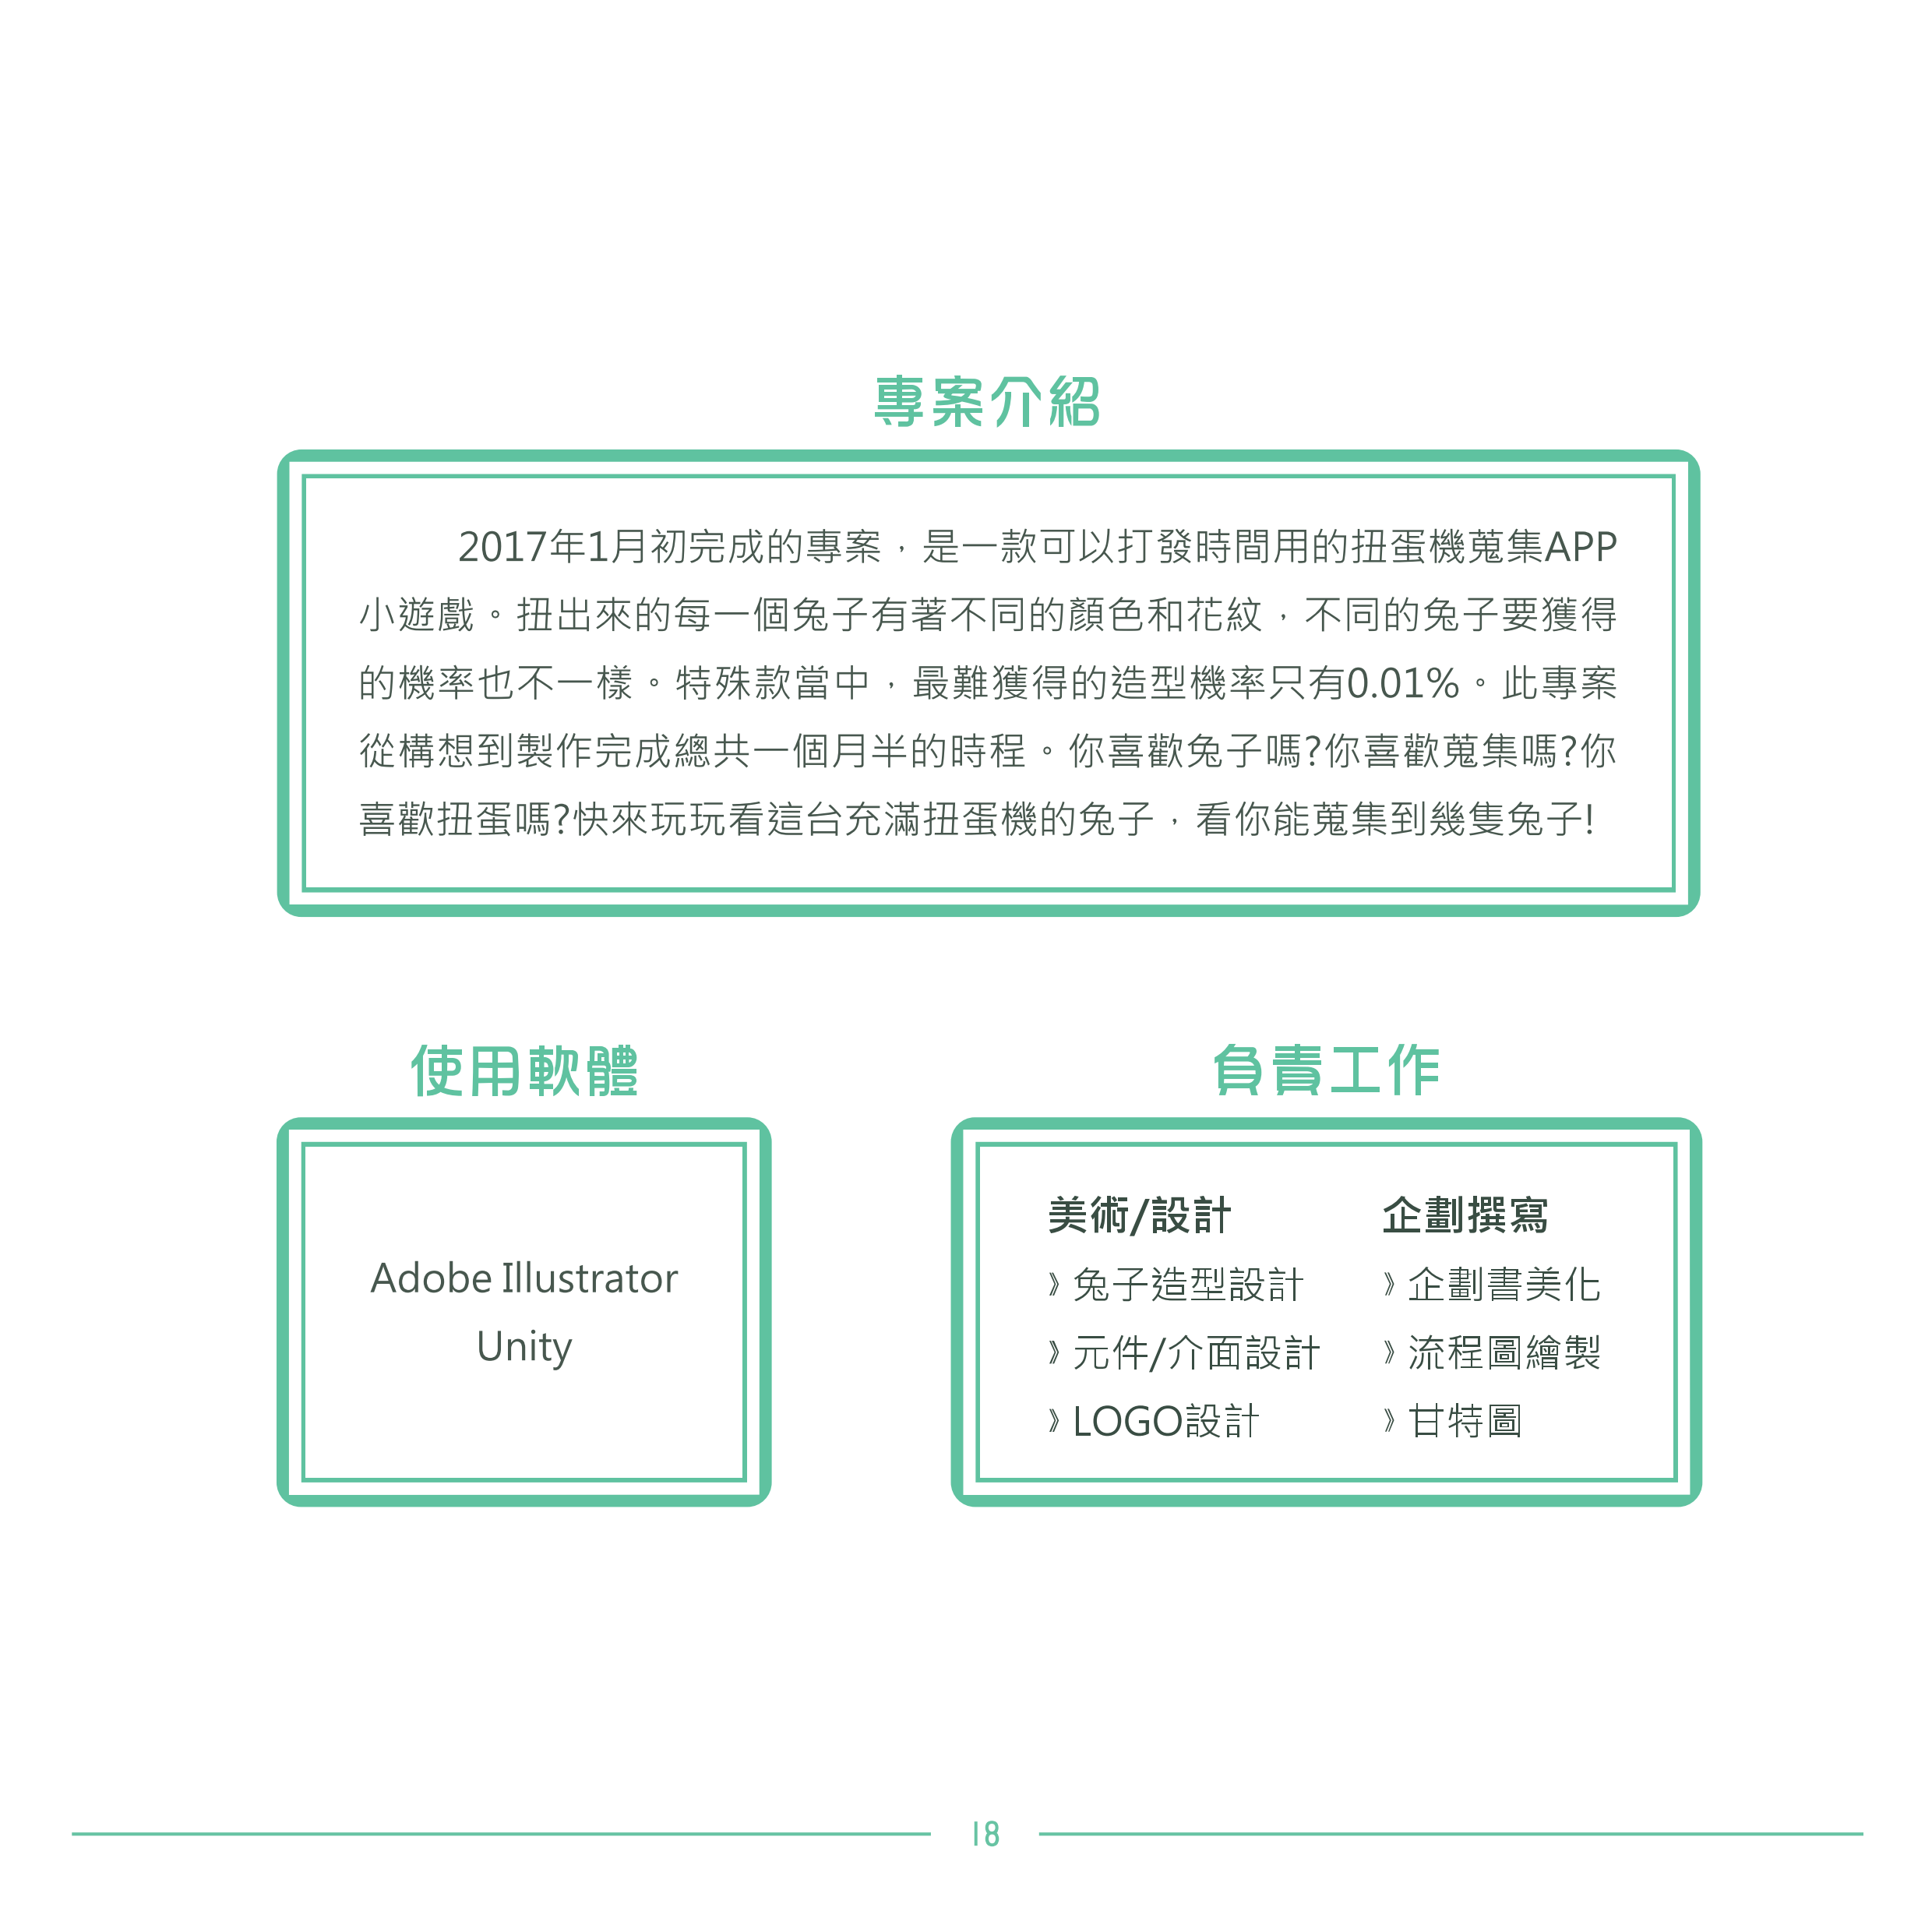 專案介紹
2017年1月初完成的專案，是一款可以打發時間用的扭蛋機蒐集APP
小遊戲。扭出來的每一個兔子有著不同的顏色和花紋，不同的兔子要獲得
的機率也不一樣。特殊款當中，最難獲得的造型機率只有0.01%。此專案
從構想到製作完成總共一個月半的時程。你喜歡兔子嗎?你喜歡蒐集嗎?你
喜歡扭蛋嗎?快來玩玩看這台充滿扭蛋機的兔子，看你能蒐集到幾隻兔子!
使用軟體
Adobe Illustrator
Unity
負責工作
美術/設計
》兔子造型設計
》元件/介面設計
》LOGO設計
企劃撰寫
》企劃書美化
》流程圖繪製
》甘特圖
18